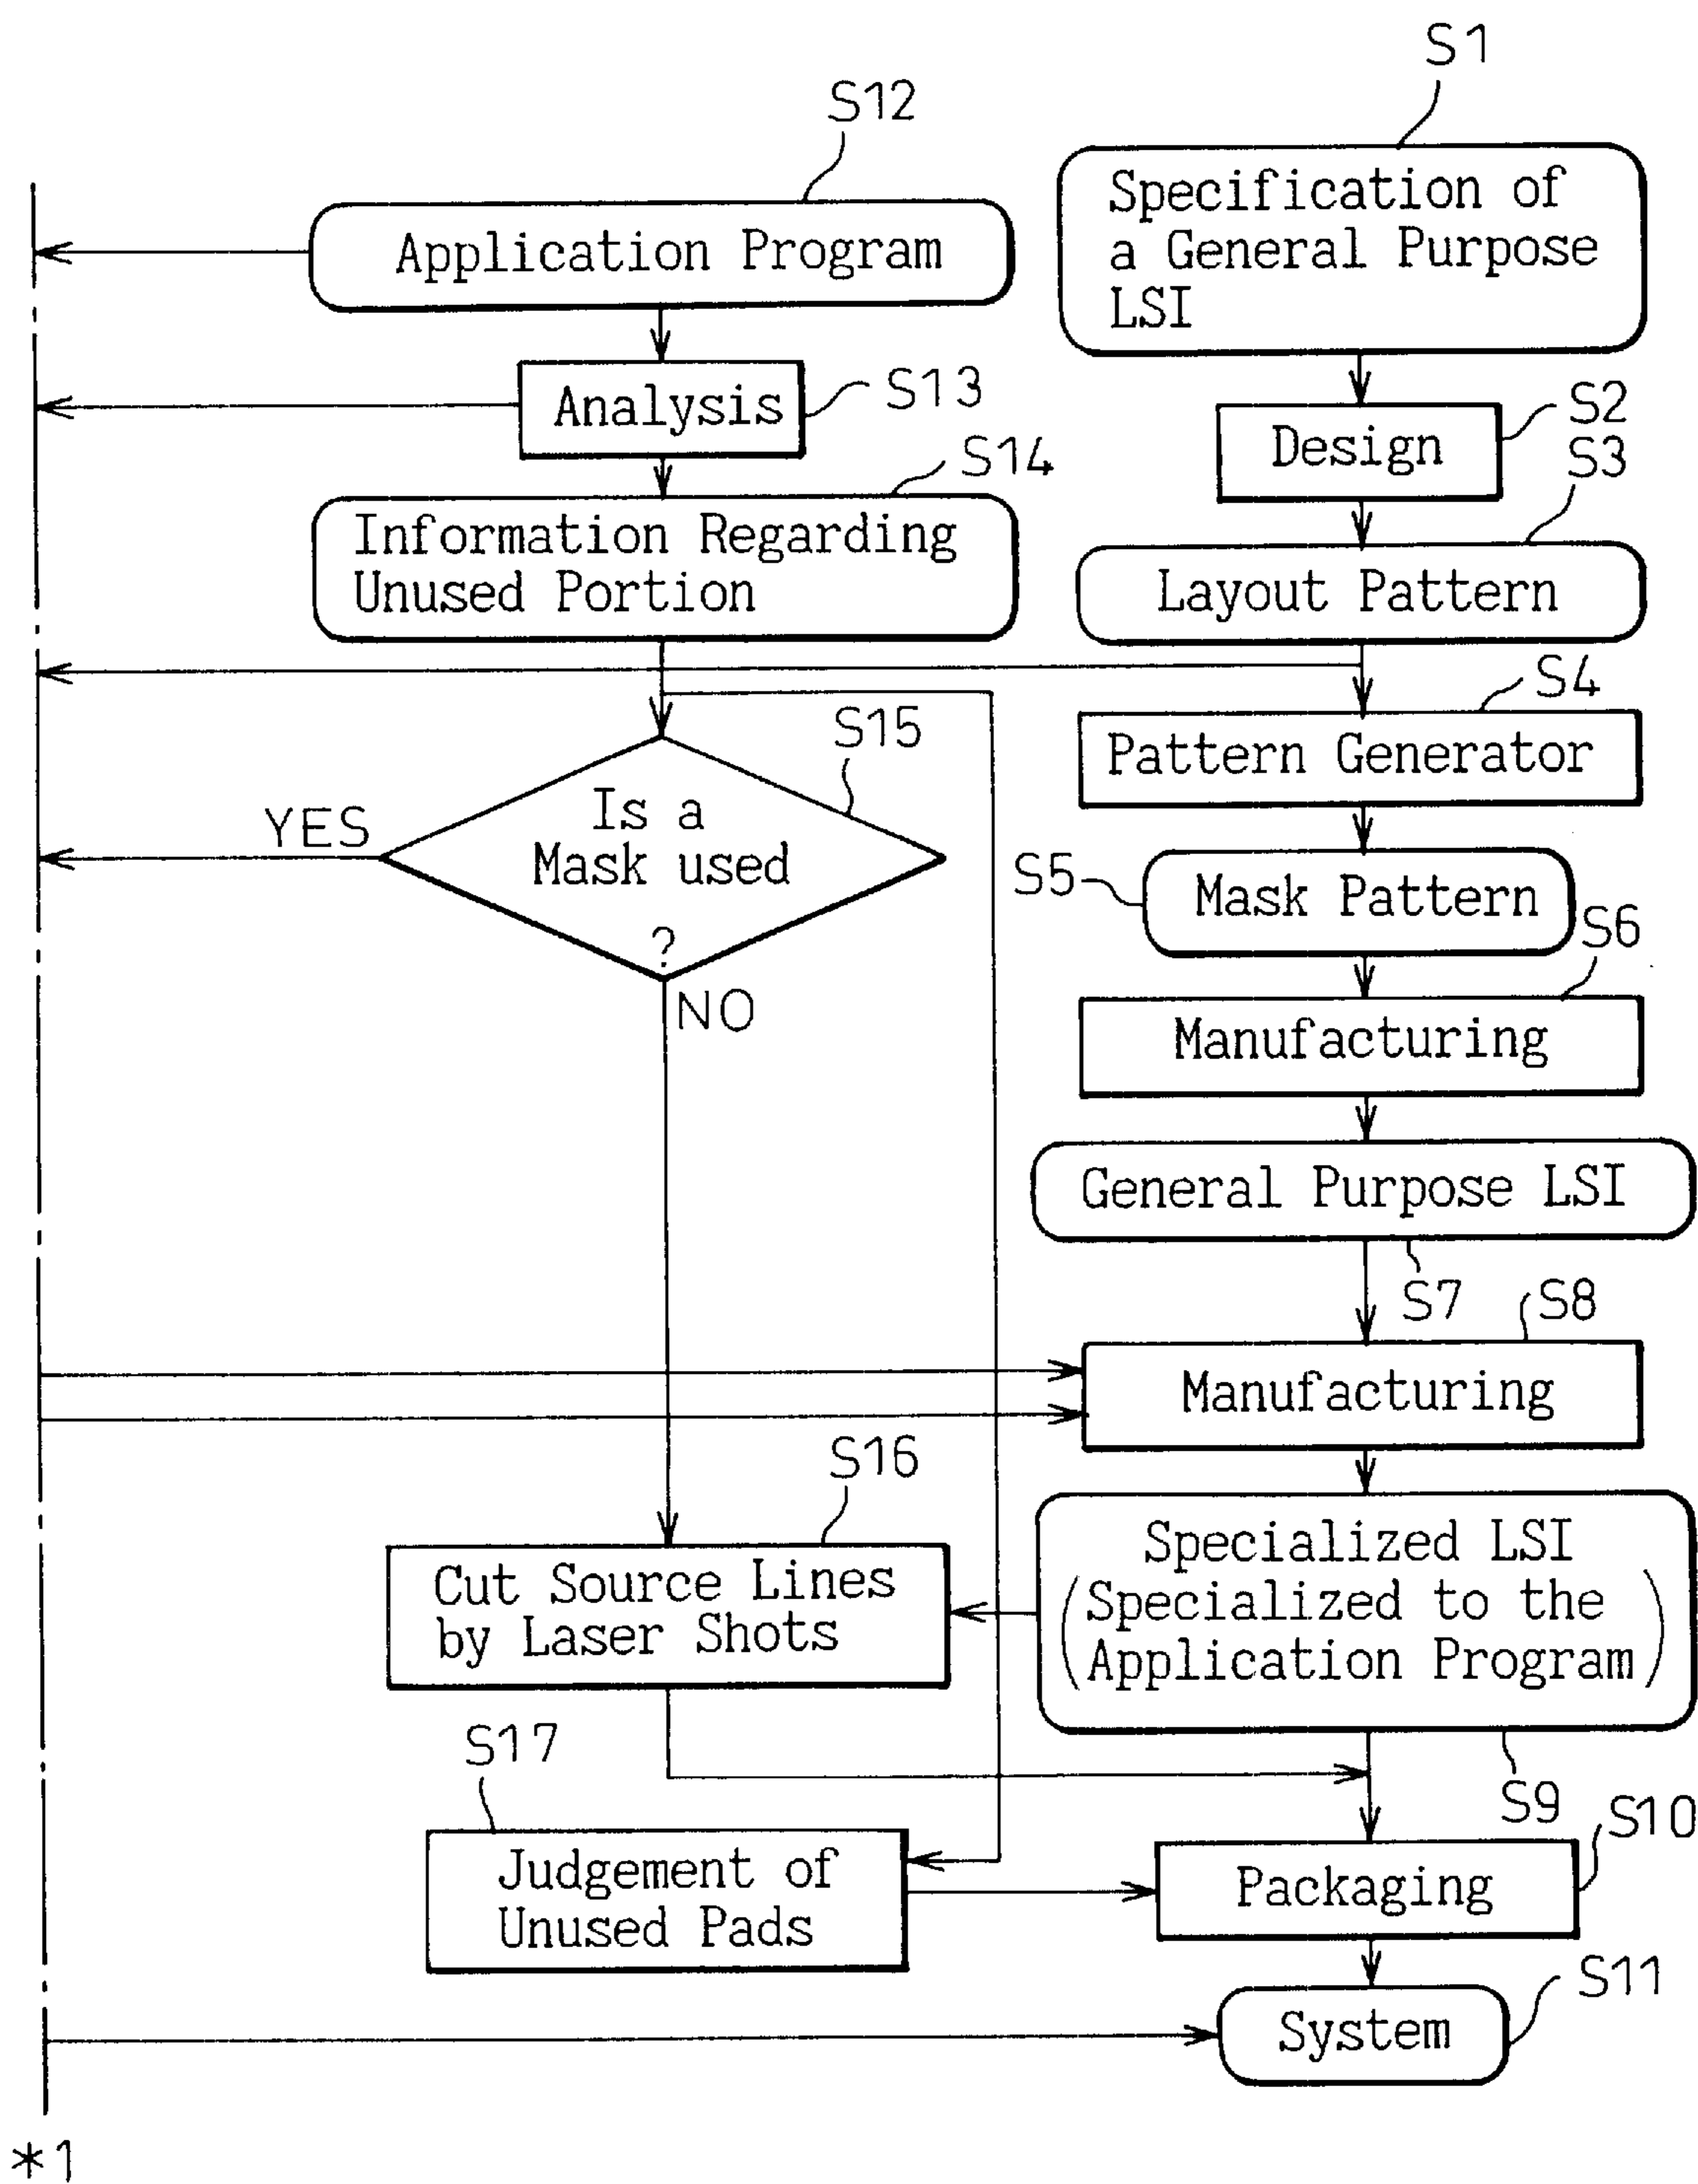 S1
S12
Specification of
a General Purpose
LSI
Application Program
S13
Analysis
S2
Design
S14
S3
Information Regarding
Unused Portion
Layout Pattern
S4
Pattern Generator
S15
Is a
Mask used
?
YES
NO
S5
Mask Pattern
S6
Manufacturing
General Purpose LSI
S7
S8
Manufacturing
S16
Cut Source Lines
by Laser Shots
Specialized LSI
(Specialized to the
Application Program)
S9
S17
Judgement of
Unused Pads
S10
Packaging
S11
System
*1